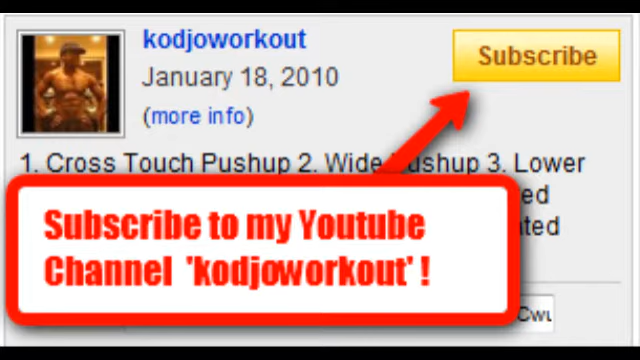 kodjoworkout
Subscribe
January 18, 2010
(more info)
1. Cross Touch Pushup 2. Wide Pushup 3. Lower
Subscribe to my Youtube
Channel 'kodjoworkout' !